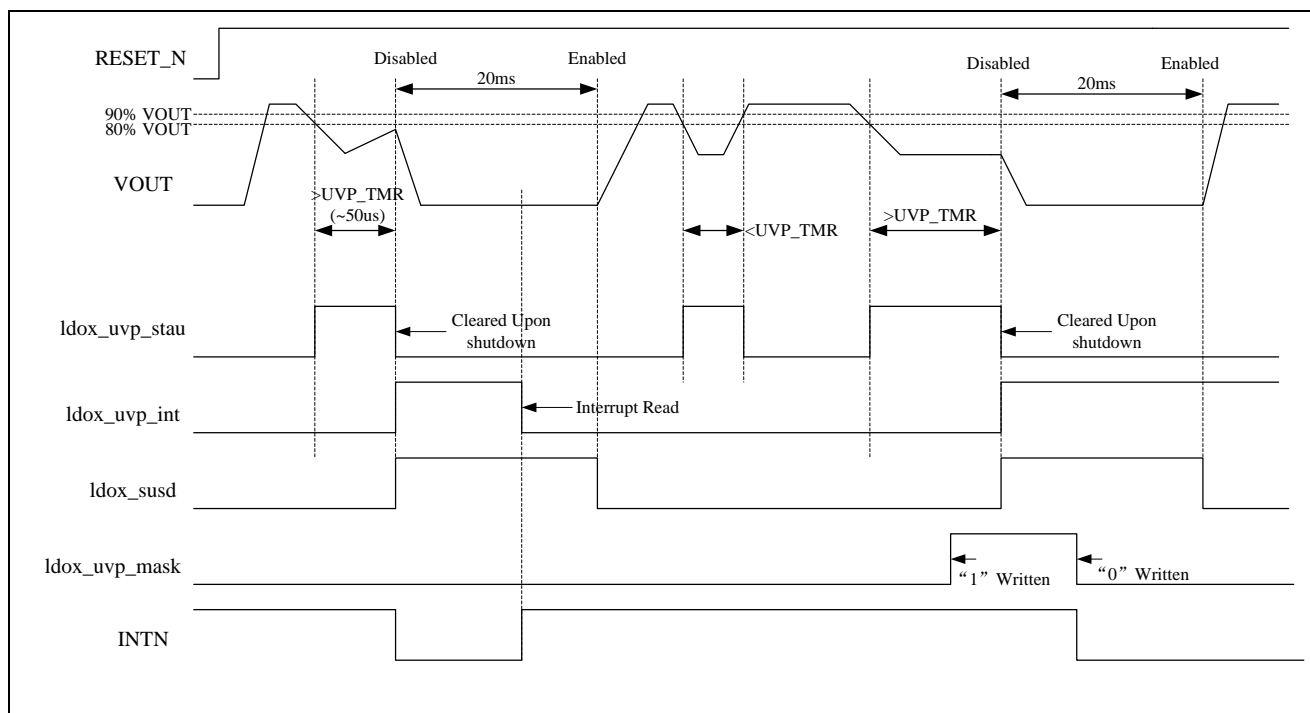 RESET_N
Disabled
Enabled
Disabled
Enabled
20ms
20ms
90% VOUT
80% VOUT
VOUT
>UVP_TMR
(~50us)
<UVP_TMR
>UVP_TMR
ldox_uvp_stau
Cleared Upon
shutdown
Cleared Upon
shutdown
ldox_uvp_int
Interrupt Read
ldox_susd
ldox_uvp_mask
“1” Written
“0” Written
INTN